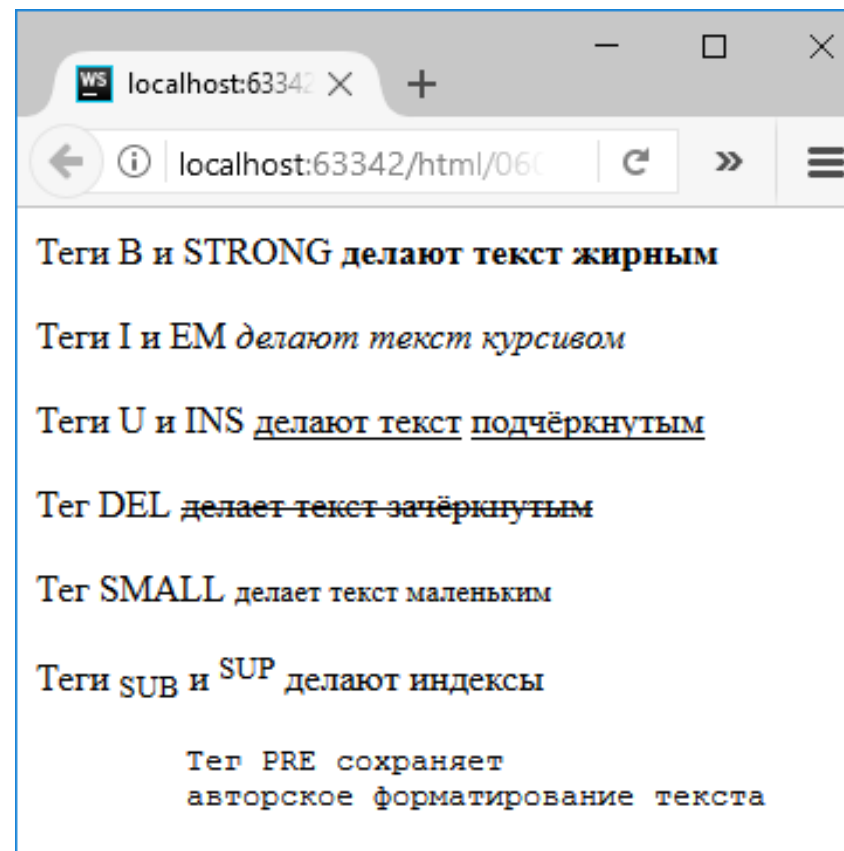 WS localhost:63342
localhost:63342/html/060
Теги B и STRONG делают текст жирным
Теги I и EM делают текст курсивом
Теги U и INS делают текст подчёркнутым
Тег DEL делает текст зачёркнутым
Тег SMALL делает текст маленьким
Теги SUB и SUP делают индексы
Тег PRE сохраняет
авторское форматирование текста